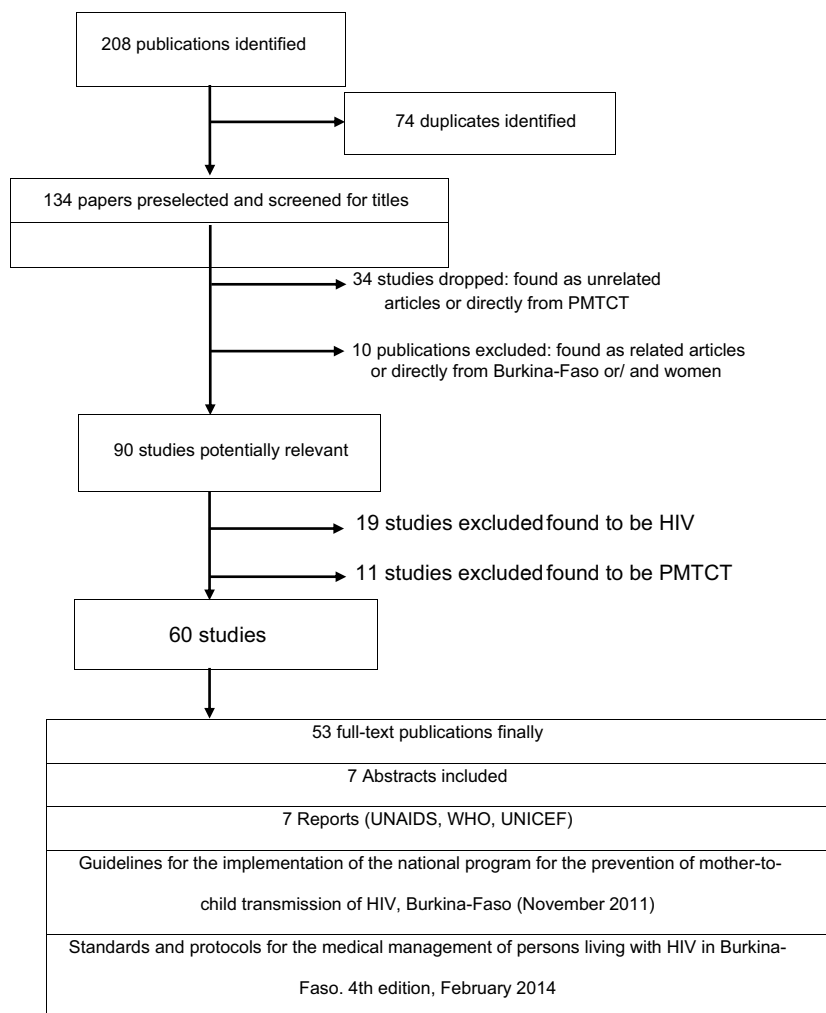 208 publications identified
74 duplicates identified
134 papers preselected and screened for titles
34 studies dropped: found as unrelated
articles or directly from PMTCT
10 publications excluded: found as related articles
or directly from Burkina-Faso or/ and women
90 studies potentially relevant
19 studies excluded found to be HIV
11 studies excluded found to be PMTCT
60 studies
53 full-text publications finally
7 Abstracts included
7 Reports (UNAIDS, WHO, UNICEF)
Guidelines for the implementation of the national program for the prevention of mother-to-
child transmission of HIV, Burkina-Faso (November 2011)
Standards and protocols for the medical management of persons living with HIV in Burkina-
Faso. 4th edition, February 2014